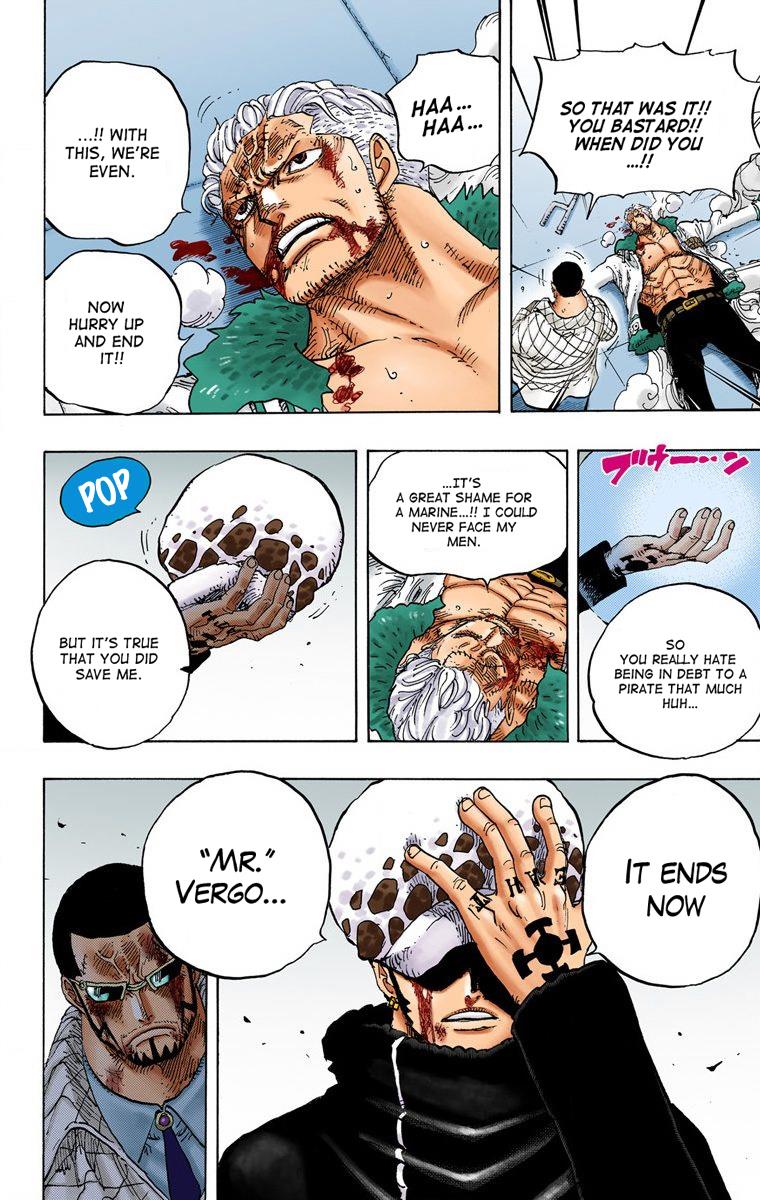 SO THAT WAS IT!!
YOU BASTARD!!
WHEN DID YOU
...!!
HAA...
HAA...
...!! WITH
THIS, WE'RE
EVEN.
NOW
HURRY UP
AND END
IT!!
ブゥー‥ン
SO
YOU REALLY HATE
BEING IN DEBT TO A
PIRATE THAT MUCH
HUH...
...IT'S
A GREAT SHAME FOR
A MARINE...!! I COULD
NEVER FACE MY
MEN.
POP
BUT IT'S TRUE
THAT YOU DID
SAVE ME.
IT ENDS
NOW
"MR."
VERGO...